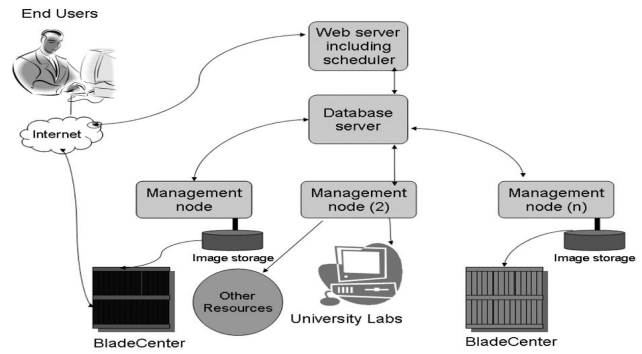 End Users
Web server
including
scheduler
Internet
Database
server
Management
node
Management
node (2)
Management
node (n)
Image storage
Image storage
Other
Resources
University Labs
BladeCenter
BladeCenter